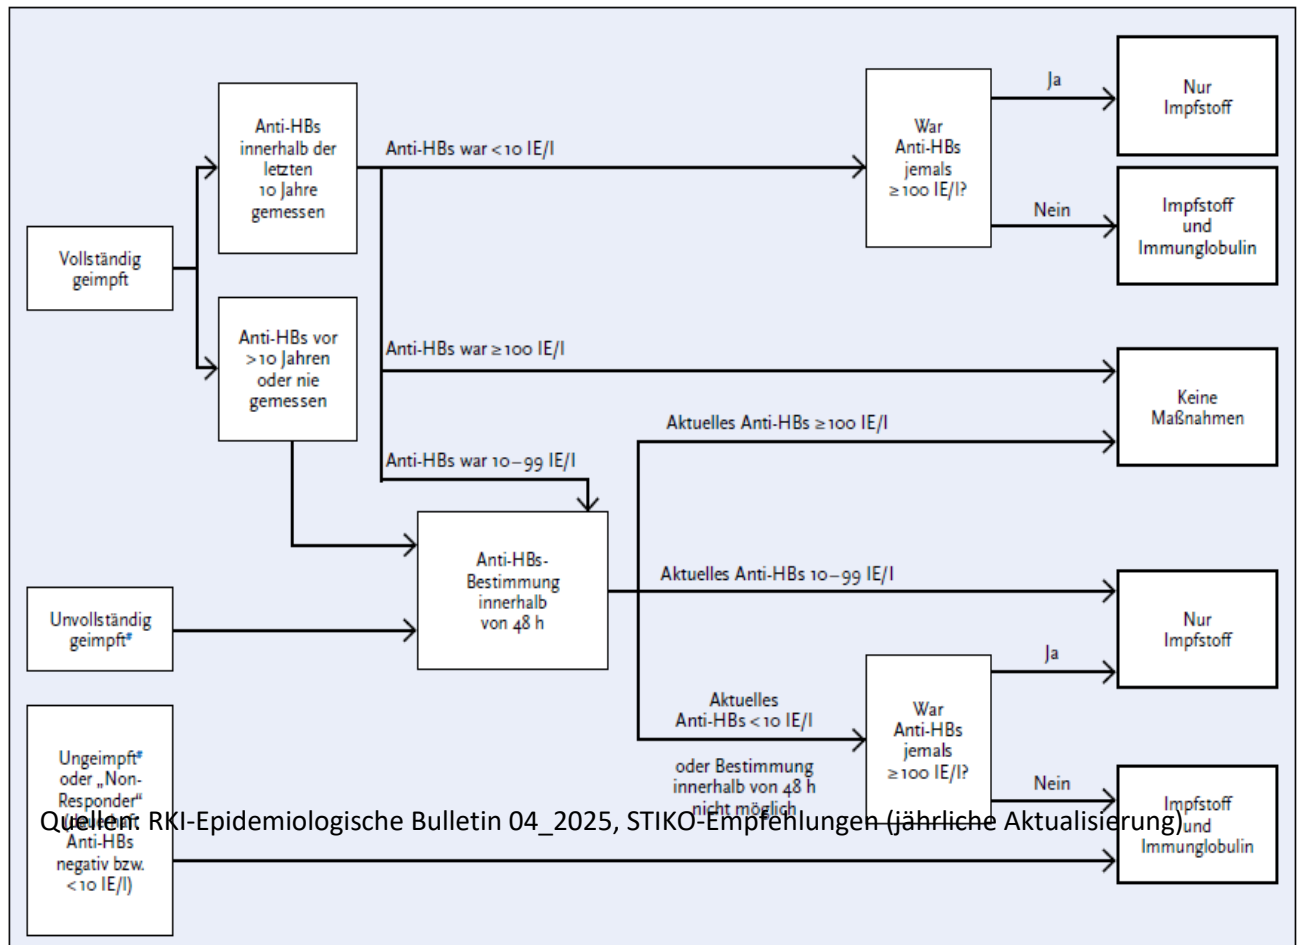 Vollständig
geimpft
Anti-HBs
innerhalb der
letzten
10 Jahre
gemessen
Anti-HBs vor
>10 Jahren
oder nie
gemessen
Anti-HBs war <10 IE/l
War
Anti-HBs
jemals
≥100 IE/l?
Ja
Nur
Impfstoff
Nein
Impfstoff
und
Immunglobulin
Anti-HBs war ≥100 IE/l
Keine
Maßnahmen
Aktuelles Anti-HBs ≥100 IE/l
Anti-HBs war 10–99 IE/l
Unvollständig
geimpft#
Anti-HBs-
Bestimmung
innerhalb
von 48 h
Aktuelles Anti-HBs 10–99 IE/l
Nur
Impfstoff
Aktuelles
Anti-HBs <10 IE/l
oder Bestimmung
innerhalb von 48 h
nicht möglich
War
Anti-HBs
jemals
≥100 IE/l?
Ja
Nein
Ungeimpft#
oder „Non-
Responder“
(dauerhaft
Anti-HBs
negativ bzw.
<10 IE/l)
Impfstoff
und
Immunglobulin
Quellen: RKI-Epidemiologische Bulletin 04_2025, STIKO-Empfehlungen (jährliche Aktualisierung)